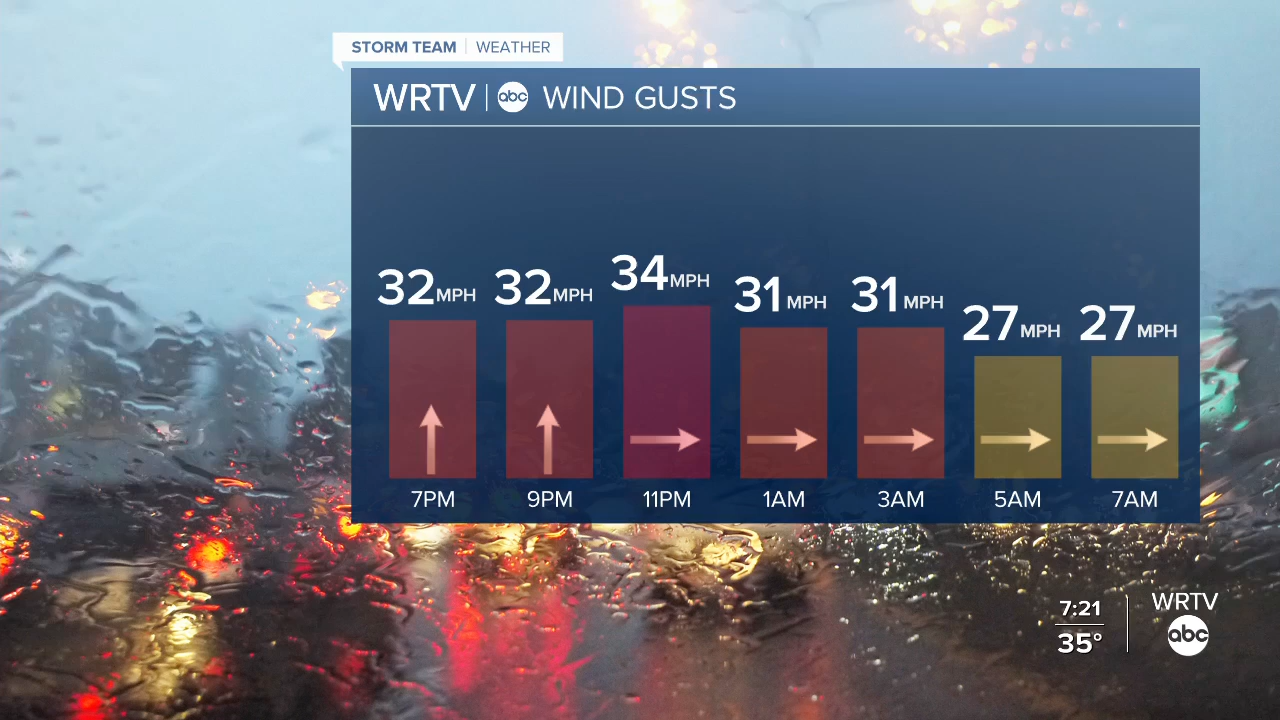 STORM TEAM | WEATHER
WRTV | abc WIND GUSTS
32MPH 32MPH 34MPH 31MPH 31MPH 27MPH 27MPH
7PM 9PM 11PM 1AM 3AM 5AM 7AM
7:21
35°
WRTV
abc